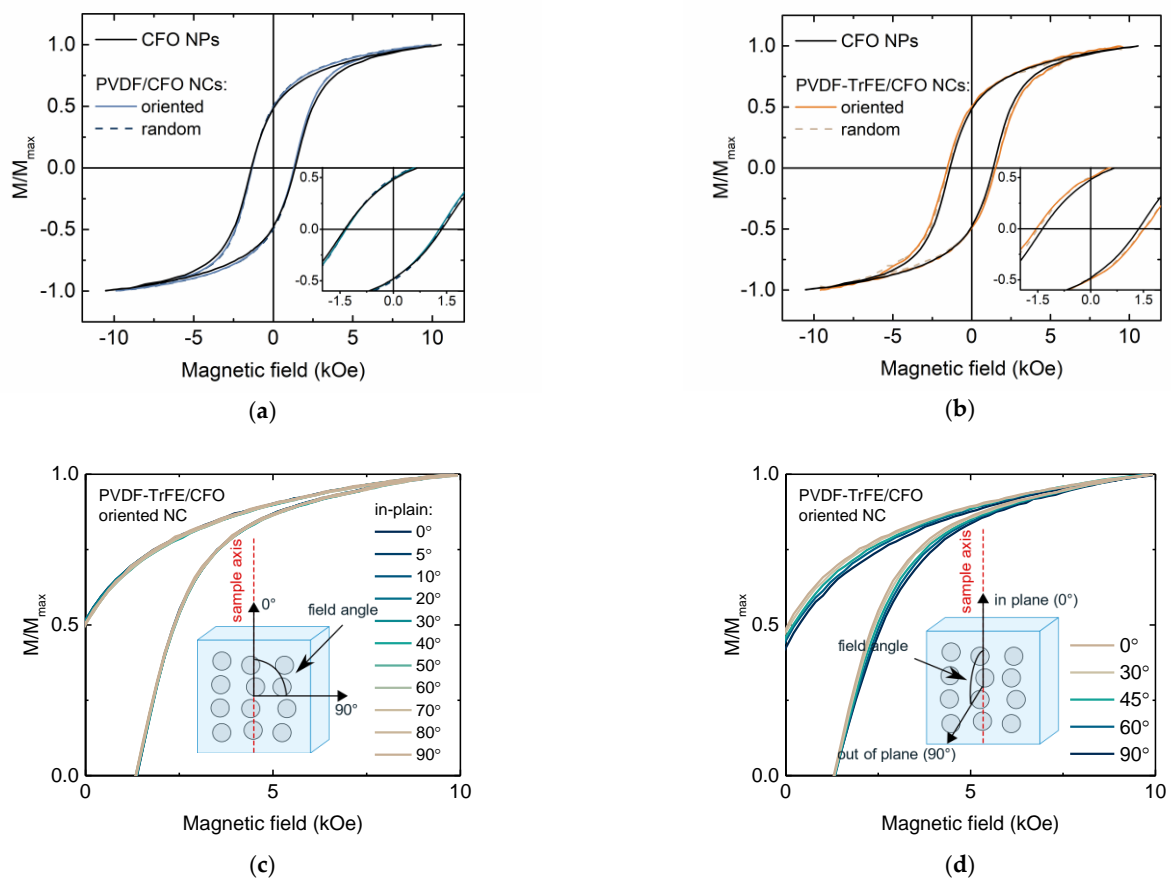 CFO NPs
PVDF/CFO NCs:
oriented
random
1.0
0.5
0.0
-0.5
-1.0
M/Mmax
0.5
0.0
-0.5
-1.5
0.0
1.5
-10
-5
0
5
10
Magnetic field (kOe)
(a)
CFO NPs
PVDF-TrFE/CFO NCs:
oriented
random
1.0
0.5
0.0
-0.5
-1.0
M/Mmax
0.5
0.0
-0.5
-1.5
0.0
1.5
-10
-5
0
5
10
Magnetic field (kOe)
(b)
PVDF-TrFE/CFO
oriented NC
in-plain:
0°
5°
10°
20°
30°
40°
50°
60°
70°
80°
90°
sample axis
0°
field angle
90°
1.0
0.5
0.0
M/Mmax
0
5
10
Magnetic field (kOe)
(c)
PVDF-TrFE/CFO
oriented NC
sample axis
in plane (0°)
field angle
out of plane (90°)
0°
30°
45°
60°
90°
1.0
0.5
0.0
M/Mmax
0
5
10
Magnetic field (kOe)
(d)